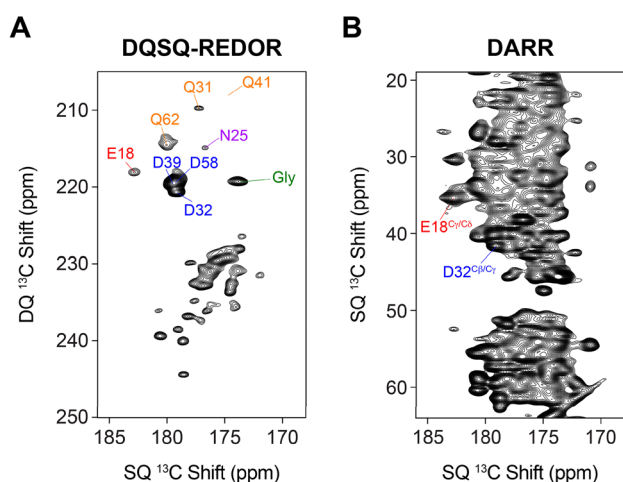 A
DQSQ-REDOR
Q31
Q41
Q62
N25
E18
D39
D58
Gly
D32
210
220
230
240
250
DQ ¹³C Shift (ppm)
185
180
175
170
SQ ¹³C Shift (ppm)
B
DARR
20
30
40
50
60
SQ ¹³C Shift (ppm)
E18Cγ/Cδ
D32Cβ/Cγ
180
170
SQ ¹³C Shift (ppm)